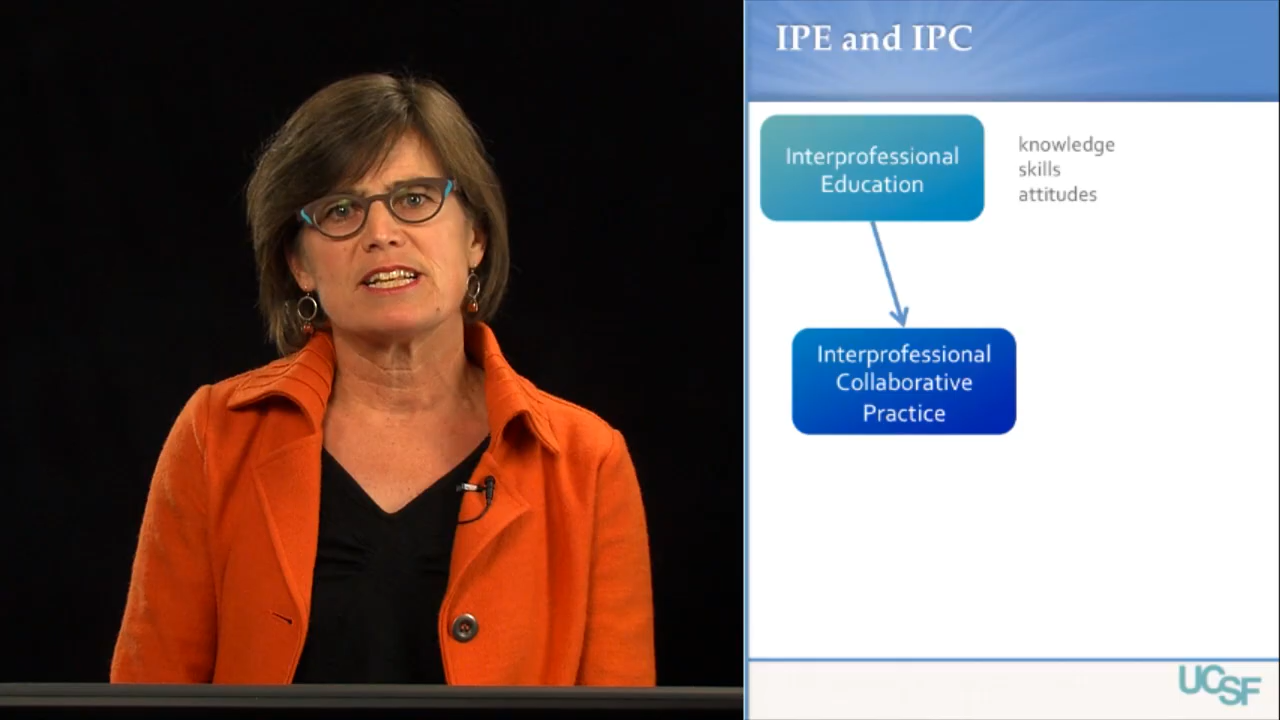 IPE and IPC
Interprofessional
Education
knowledge
skills
attitudes
Interprofessional
Collaborative
Practice
UCSF